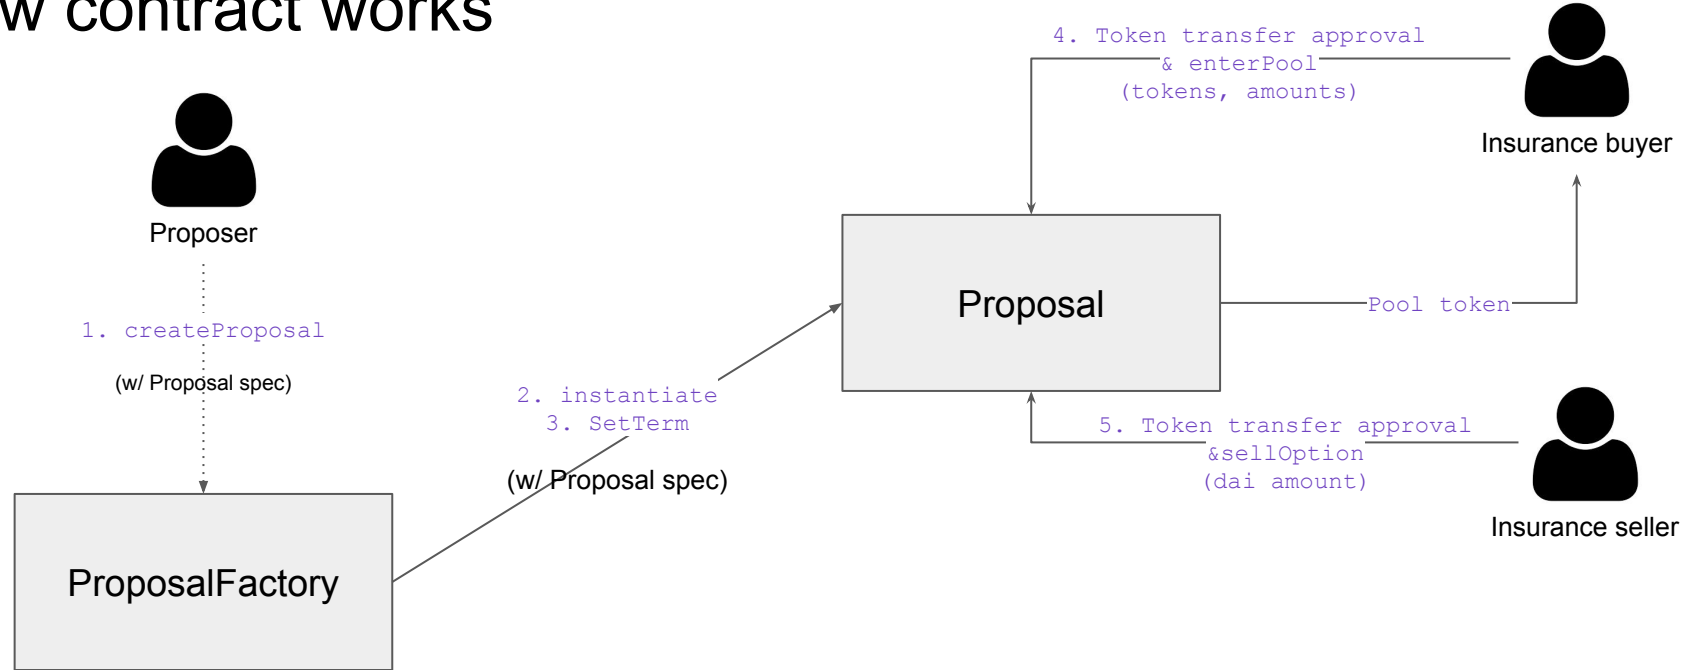 w contract works
4. Token transfer approval
& enterPool
(tokens, amounts)
Insurance buyer
Proposer
1. createProposal
(w/ Proposal spec)
Proposal
Pool token
2. instantiate
3. SetTerm
(w/ Proposal spec)
5. Token transfer approval
&sellOption
(dai amount)
Insurance seller
ProposalFactory